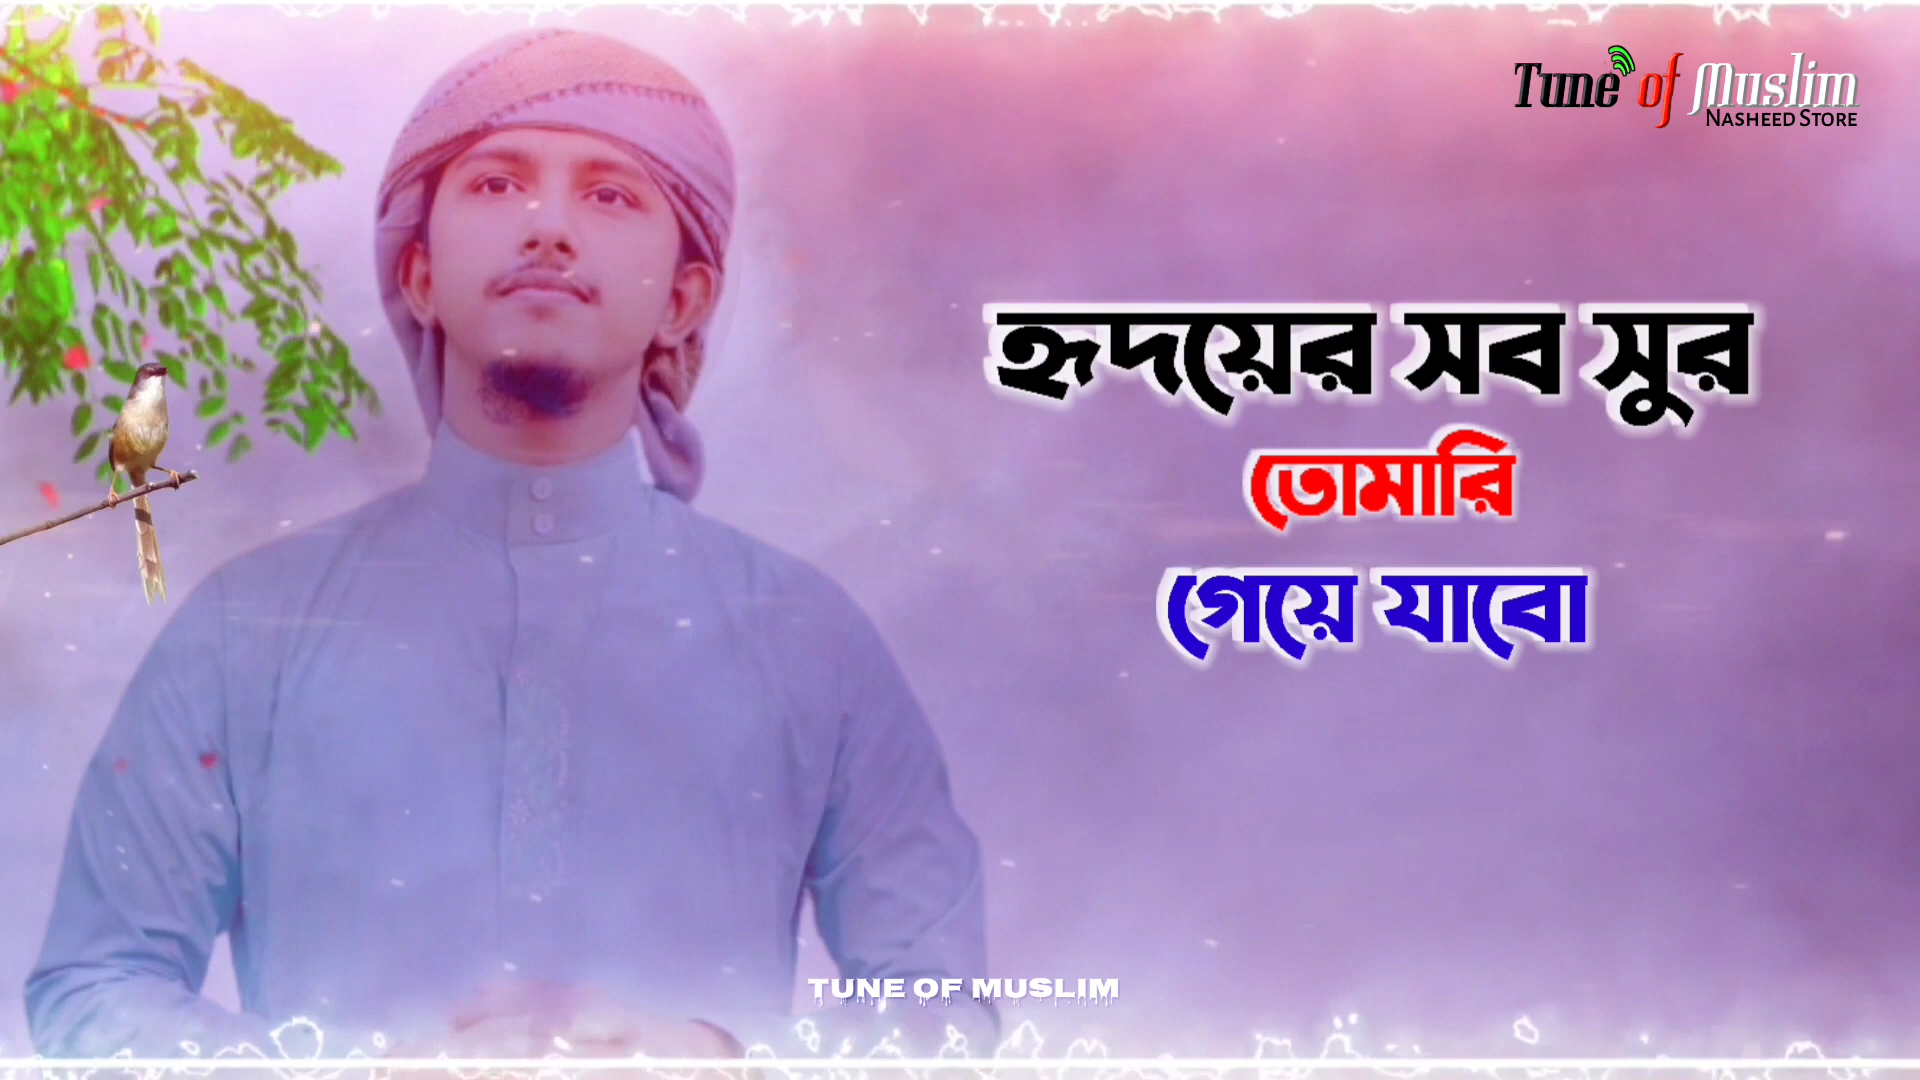 Tune of Muslim
NASHEED STORE
হৃদয়ের সব সুর
তোমারি
গেয়ে যাবো
TUNE OF MUSLIM